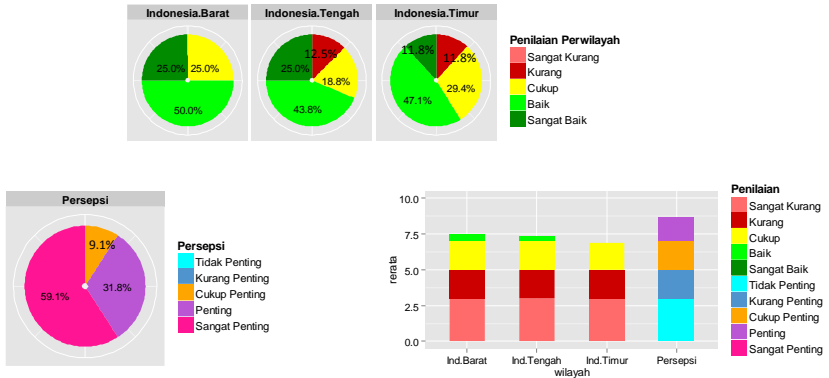 Indonesia.Barat
Indonesia.Tengah
Indonesia.Timur
25.0%
25.0%
50.0%
12.5%
25.0%
18.8%
43.8%
11.8%
11.8%
29.4%
47.1%
Penilaian Perwilayah
Sangat Kurang
Kurang
Cukup
Baik
Sangat Baik
Persepsi
9.1%
31.8%
59.1%
Persepsi
Tidak Penting
Kurang Penting
Cukup Penting
Penting
Sangat Penting
rerata
10.0
7.5
5.0
2.5
0.0
Ind.Barat
Ind.Tengah
Ind.Timur
Persepsi
wilayah
Penilaian
Sangat Kurang
Kurang
Cukup
Baik
Sangat Baik
Tidak Penting
Kurang Penting
Cukup Penting
Penting
Sangat Penting